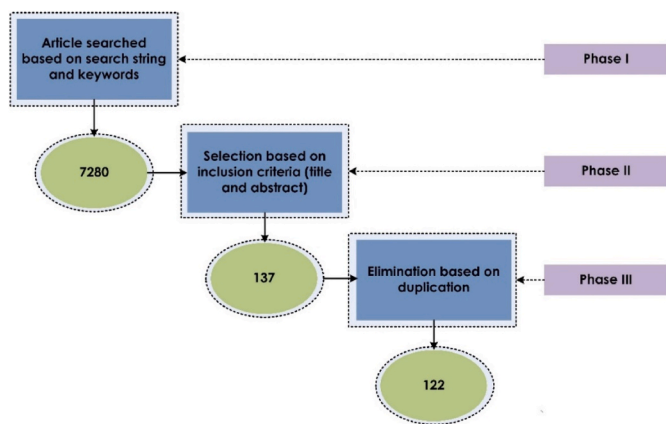 Article searched
based on search string
and keywords
Phase I
7280
Selection based on
inclusion criteria (title
and abstract)
Phase II
137
Elimination based on
duplication
Phase III
122